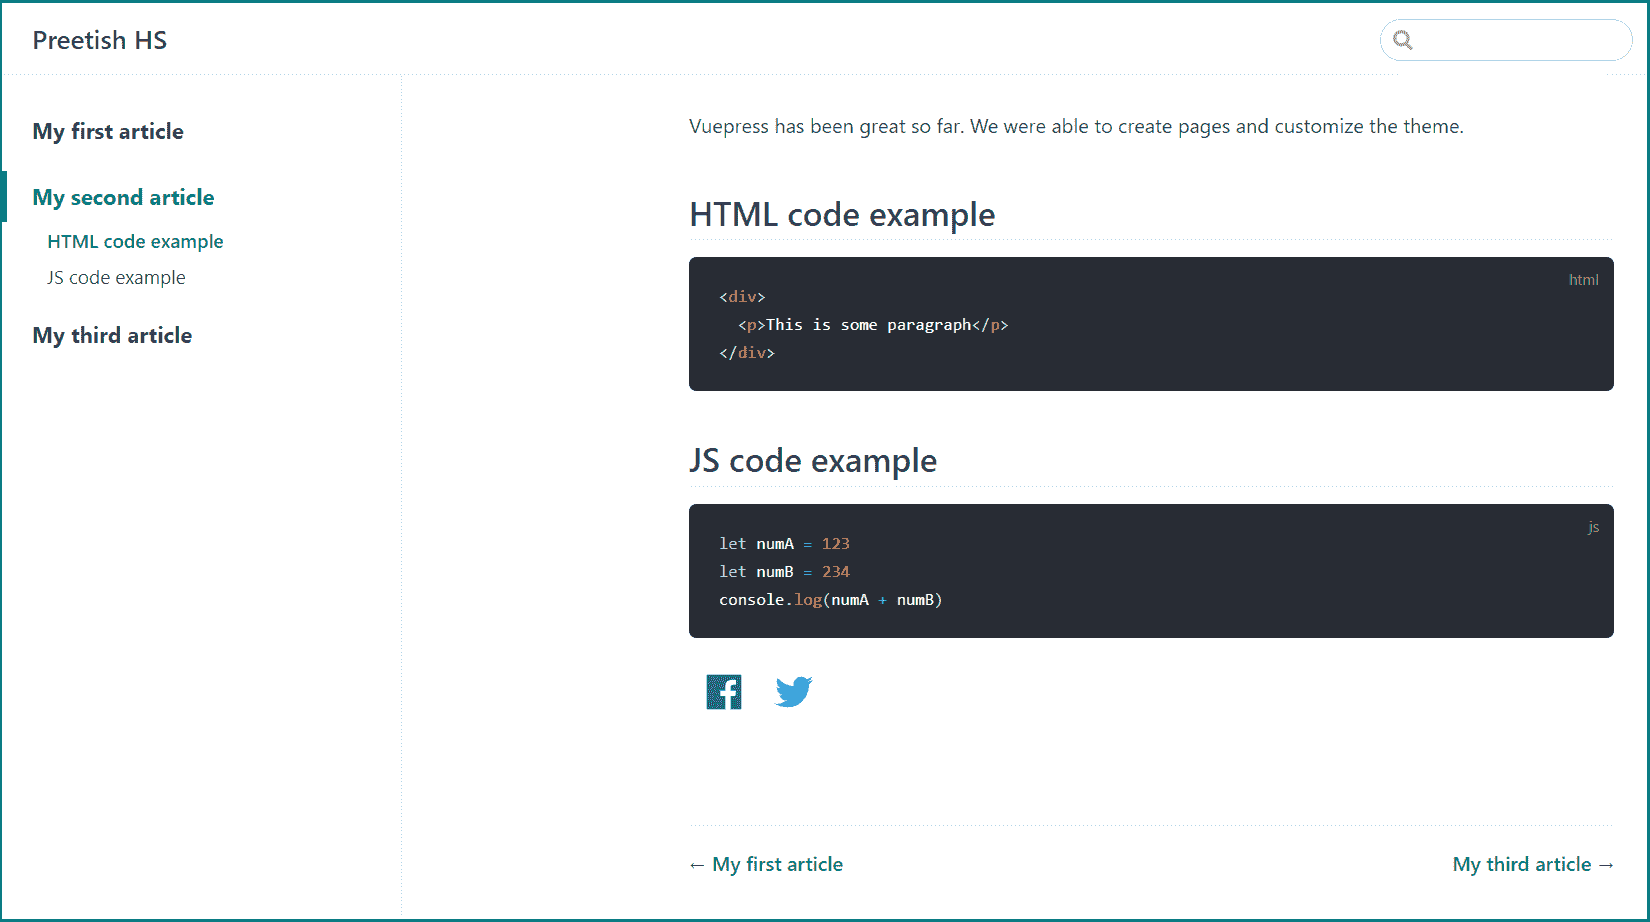 Preetish HS
My first article
My second article
HTML code example
JS code example
My third article
Vuepress has been great so far. We were able to create pages and customize the theme.
HTML code example
html
<div>
  <p>This is some paragraph</p>
</div>
JS code example
js
let numA = 123
let numB = 234
console.log(numA + numB)
← My first article
My third article →